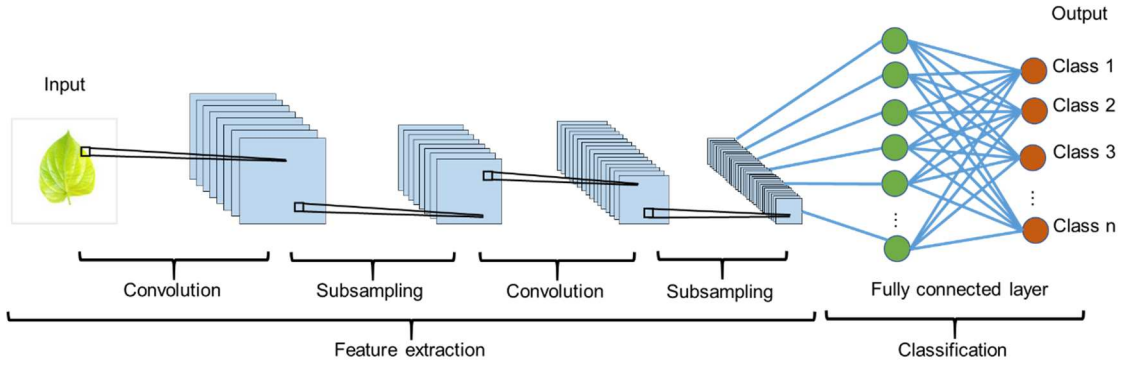 Output
Input
Class 1
Class 2
Class 3
...
Class n
...
Convolution
Subsampling
Convolution
Subsampling
Fully connected layer
Feature extraction
Classification